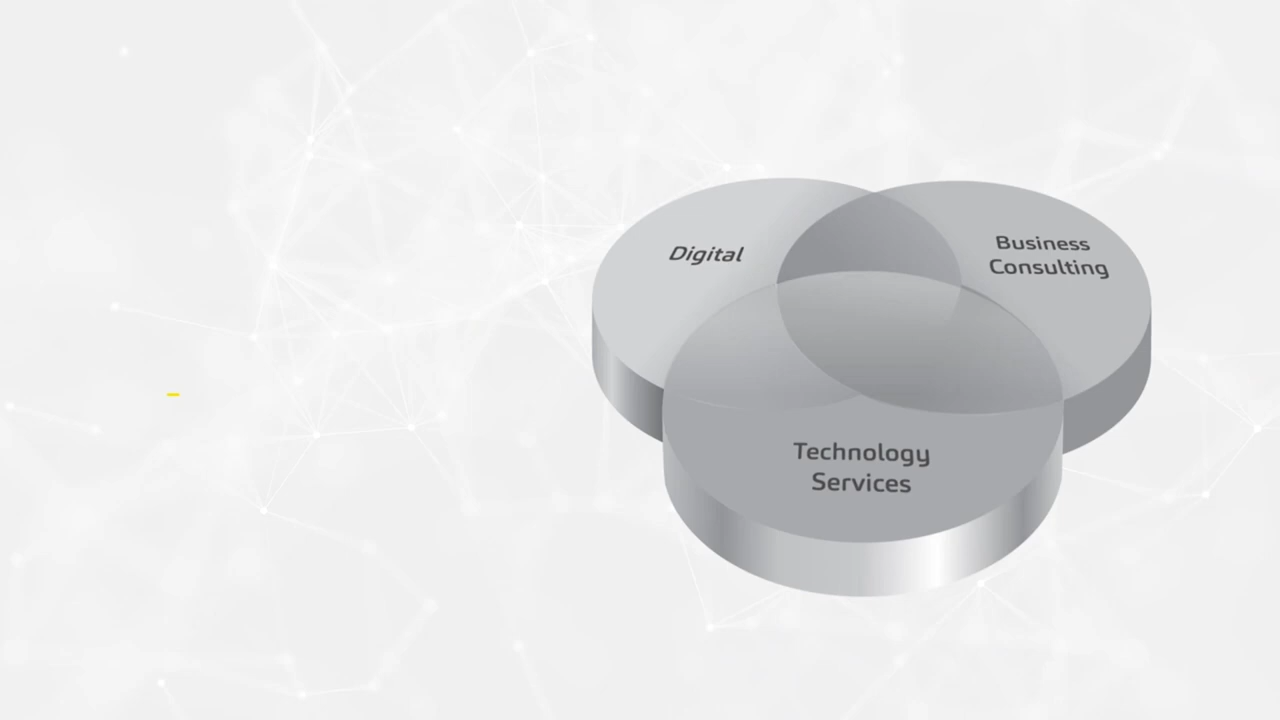 Digital
Business
Consulting
Technology
Services